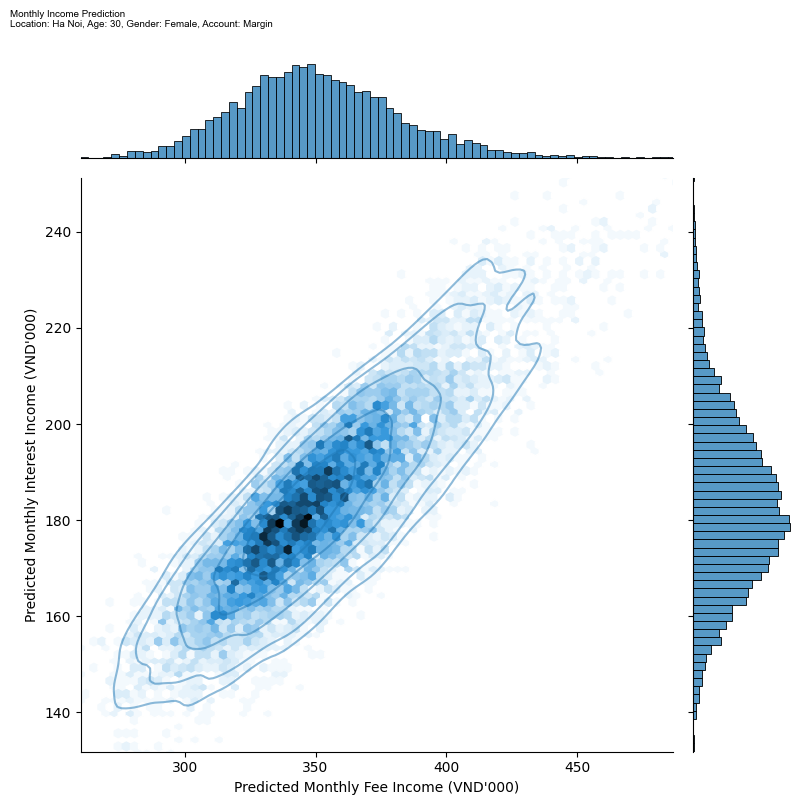 Monthly Income Prediction
Location: Ha Noi, Age: 30, Gender: Female, Account: Margin
240
220
200
180
160
140
Predicted Monthly Interest Income (VND'000)
300
350
400
450
Predicted Monthly Fee Income (VND'000)